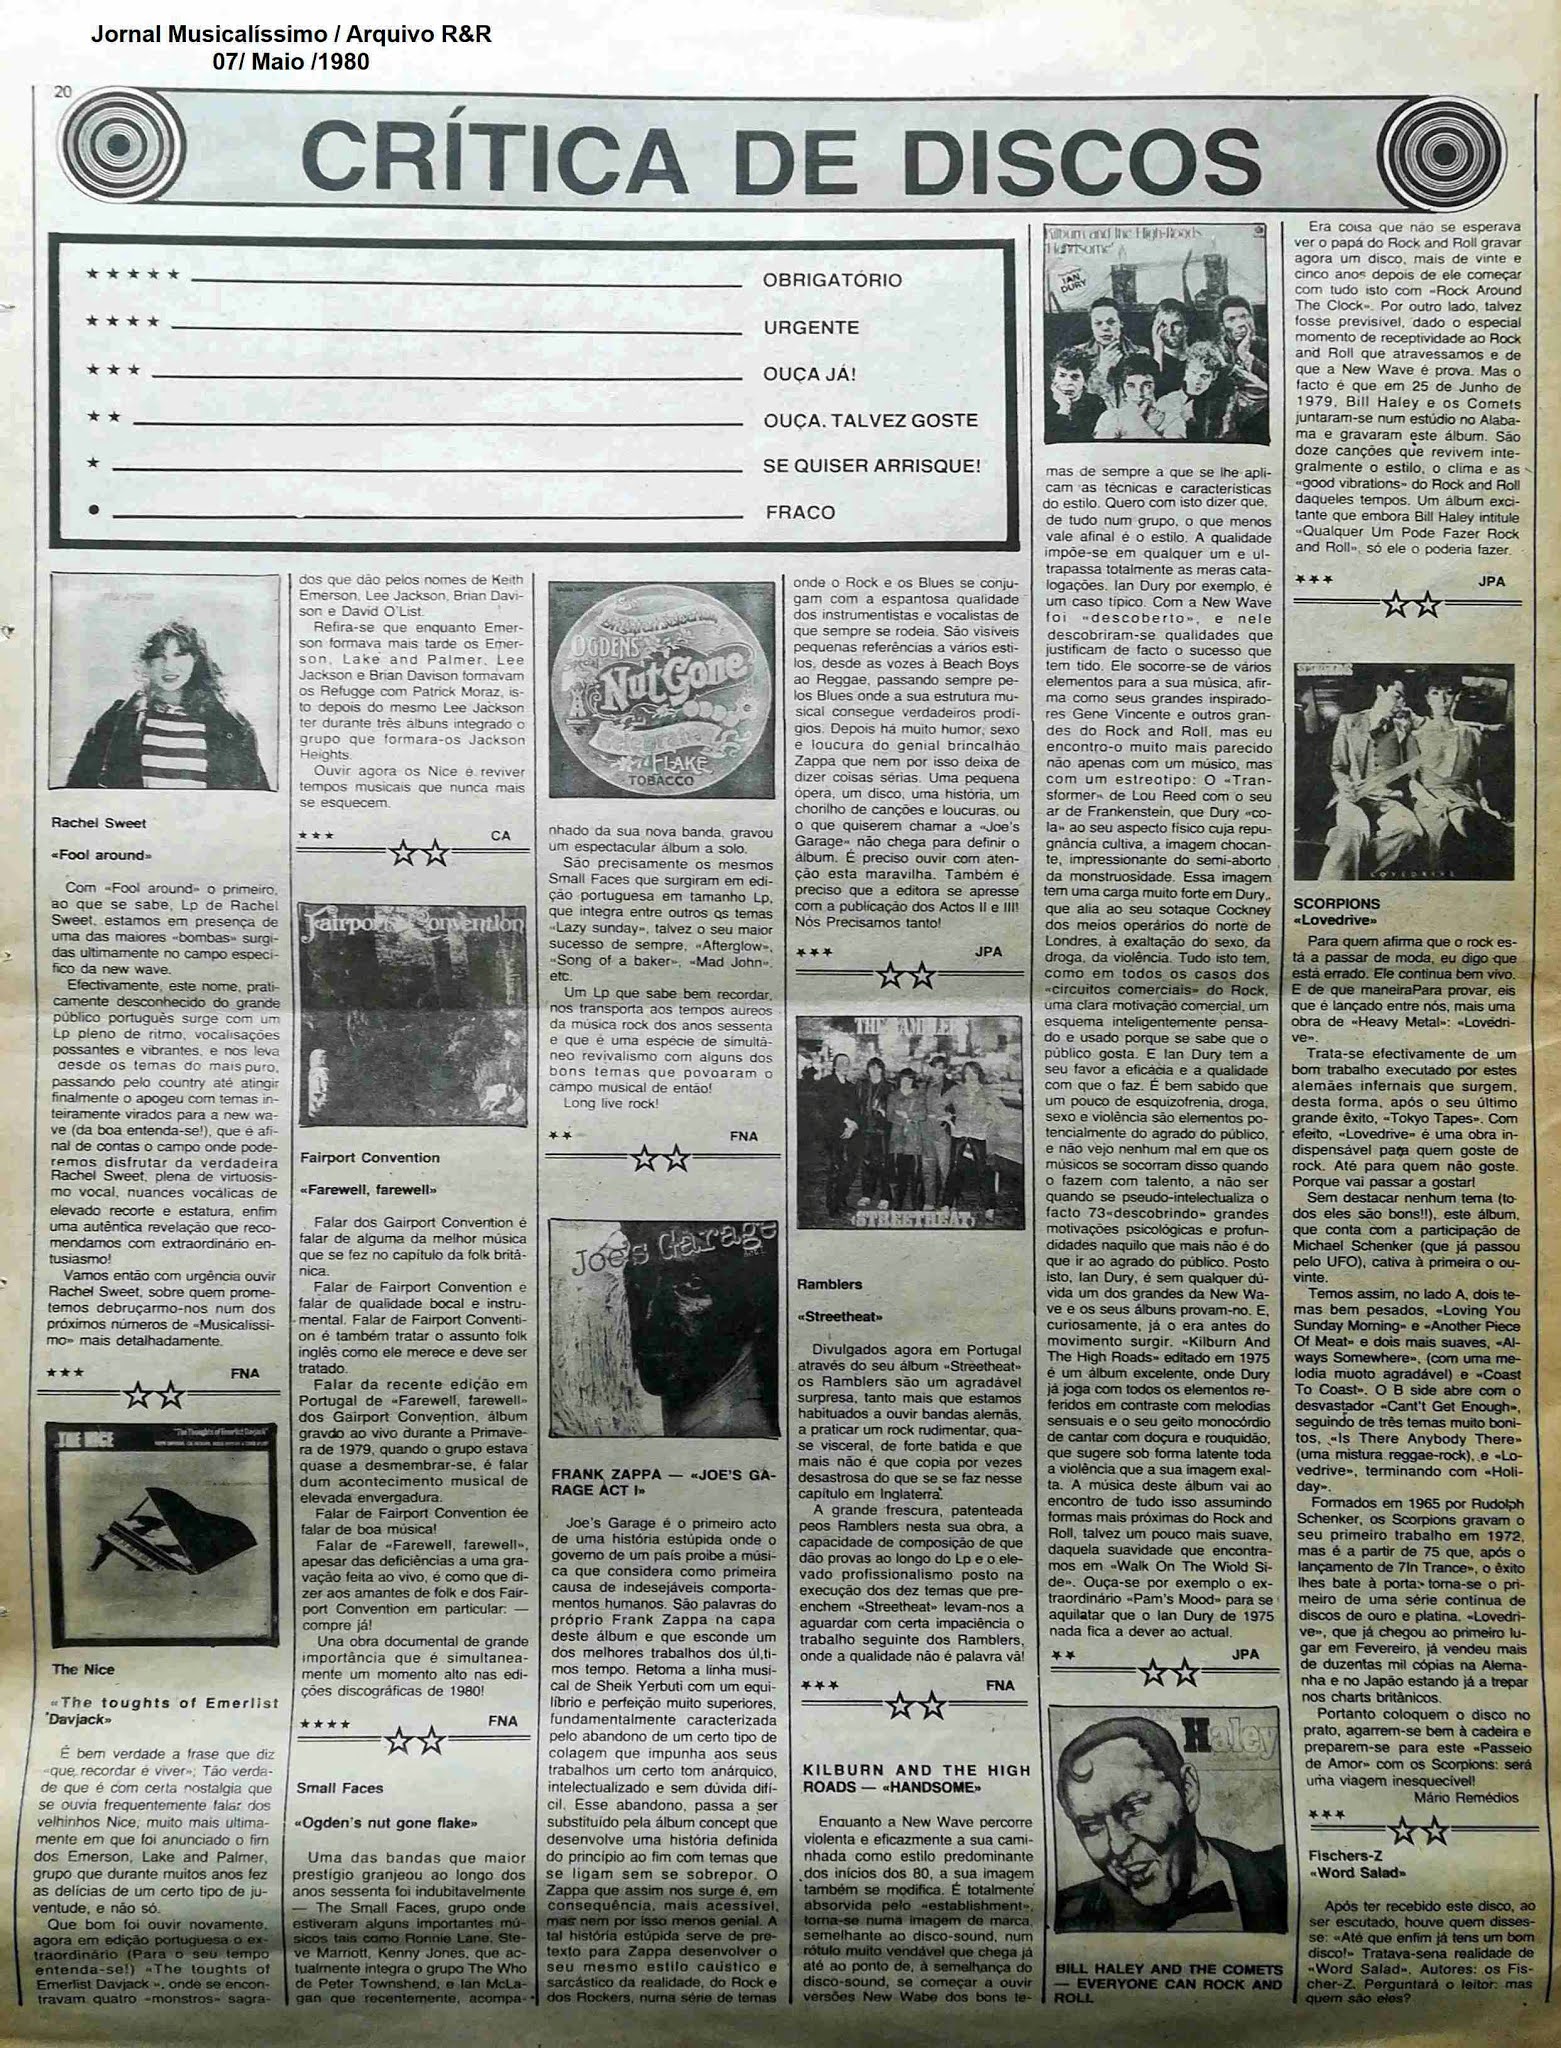 Jornal Musicalíssimo / Arquivo R&R
07/ Maio /1980
20
CRÍTICA DE DISCOS
★★★★★ OBRIGATÓRIO
★★★★ URGENTE
★★★ OUÇA JÁ!
★★ OUÇA. TALVEZ GOSTE
★ SE QUISER ARRISQUE!
● FRACO
Rachel Sweet
«Fool around»
Com «Fool around» o primeiro,
ao que se sabe, Lp de Rachel
Sweet, estamos em presença de
uma das maiores «bombas» surgi-
das ultimamente no campo especí-
fico da new wave.
Efectivamente, este nome, prati-
camente desconhecido do grande
público português surge com um
Lp pleno de ritmo, vocalisações
possantes e vibrantes, e nos leva
desde os temas do mais puro,
passando pelo country até atingir
finalmente o apogeu com temas in-
teiramente virados para a new wa-
ve (da boa entenda-se!), que é afi-
nal de contas o campo onde pode-
remos disfrutar da verdadeira
Rachel Sweet, plena de virtuosis-
mo vocal, nuances vocálicas de
elevado recorte e estatura, enfim
uma autêntica revelação que reco-
mendamos com extraordinário en-
tusiasmo!
Vamos então com urgência ouvir
Rachel Sweet, sobre quem prome-
temos debruçarmo-nos num dos
próximos números de «Musicalíssi-
mo» mais detalhadamente.
★★★ FNA
THE NICE
The Nice
«The toughts of Emerlist
Davjack»
É bem verdade a frase que diz
«que recordar é viver»; Tão verda-
de que é com certa nostalgia que
se ouvia frequentemente falar dos
velhinhos Nice, muito mais ultima-
mente em que foi anunciado o fim
dos Emerson, Lake and Palmer,
grupo que durante muitos anos fez
as delícias de um certo tipo de ju-
ventude, e não só.
Que bom foi ouvir novamente,
agora em edição portuguesa o ex-
traordinário (Para o seu tempo
entenda-se!) «The toughts of
Emerlist Davjack», onde se encon-
travam quatro «monstros» sagra-
dos que dão pelos nomes de Keith
Emerson, Lee Jackson, Brian Davi-
son e David O'List.
Refira-se que enquanto Emer-
son formava mais tarde os Emer-
son, Lake and Palmer, Lee
Jackson e Brian Davison formavam
os Refugge com Patrick Moraz, is-
to depois do mesmo Lee Jackson
ter durante três álbuns integrado o
grupo que formara-os Jackson
Heights.
Ouvir agora os Nice é reviver
tempos musicais que nunca mais
se esquecem.
★★★ CA
Fairport Convention
Fairport Convention
«Farewell, farewell»
Falar dos Gairport Convention é
falar de alguma da melhor música
que se fez no capítulo da folk britâ-
nica.
Falar de Fairport Convention é
falar de qualidade bocal e instru-
mental. Falar de Fairport Conventi-
on é também tratar o assunto folk
inglês como ele merece e deve ser
tratado.
Falar da recente edição em
Portugal de «Farewell, farewell»
dos Gairport Convention, álbum
gravdo ao vivo durante a Primave-
ra de 1979, quando o grupo estava
quase a desmembrar-se, é falar
dum acontecimento musical de
elevada envergadura.
Falar de Fairport Convention ée
falar de boa música!
Falar de «Farewell, farewell»,
apesar das deficiências a uma gra-
vação feita ao vivo, é como que di-
zer aos amantes de folk e dos Fair-
port Convention em particular: —
compre já!
Una obra documental de grande
importância que é simultanea-
mente um momento alto nas edi-
ções discográficas de 1980!
★★★★ FNA
Small Faces
«Ogden's nut gone flake»
Uma das bandas que maior
prestígio granjeou ao longo dos
anos sessenta foi indubitavelmente
— The Small Faces, grupo onde
estiveram alguns importantes mú-
sicos tais como Ronnie Lane, Ste-
ve Marriott, Kenny Jones, que ac-
tualmente integra o grupo The Who
de Peter Townshend, e Ian McLa-
gan que recentemente, acompa-
OGDENS
Nut Gone
FLAKE
TOBACCO
nhado da sua nova banda, gravou
um espectacular álbum a solo.
São precisamente os mesmos
Small Faces que surgiram em edi-
ção portuguesa em tamanho Lp,
que integra entre outros os temas
«Lazy sunday», talvez o seu maior
sucesso de sempre, «Afterglow»,
«Song of a baker», «Mad John»,
etc.
Um Lp que sabe bem recordar,
nos transporta aos tempos aureos
da música rock dos anos sessenta
e que é uma espécie de simultâ-
neo revivalismo com alguns dos
bons temas que povoaram o
campo musical de então!
Long live rock!
★★ FNA
Joe's Garage
FRANK ZAPPA — «JOE'S GA-
RAGE ACT I»
Joe's Garage é o primeiro acto
de uma história estúpida onde o
governo de um país proibe a músi-
ca que considera como primeira
causa de indesejáveis comporta-
mentos humanos. São palavras do
próprio Frank Zappa na capa
deste álbum e que esconde um
dos melhores trabalhos dos úl,ti-
mos tempo. Retoma a linha musi-
cal de Sheik Yerbuti com um equi-
líbrio e perfeição muito superiores,
fundamentalmente caracterizada
pelo abandono de um certo tipo de
colagem que impunha aos seus
trabalhos um certo tom anárquico,
intelectualizado e sem dúvida difí-
cil. Esse abandono, passa a ser
substituído pela álbum concept que
desenvolve uma história definida
do princípio ao fim com temas que
se ligam sem se sobrepor. O
Zappa que assim nos surge é, em
consequência, mais acessível,
mas nem por isso menos genial. A
tal história estúpida serve de pre-
texto para Zappa desenvolver o
seu mesmo estilo caústico e
sarcástico da realidade, do Rock e
dos Rockers, numa série de temas
onde o Rock e os Blues se conju-
gam com a espantosa qualidade
dos instrumentistas e vocalistas de
que sempre se rodeia. São visíveis
pequenas referências a vários esti-
los, desde as vozes à Beach Boys
ao Reggae, passando sempre pe-
los Blues onde a sua estrutura mu-
sical consegue verdadeiros prodí-
gios. Depois há muito humor, sexo
e loucura do genial brincalhão
Zappa que nem por isso deixa de
dizer coisas sérias. Uma pequena
ópera, um disco, uma história, um
chorilho de canções e loucuras, ou
o que quiserem chamar a «Joe's
Garage» não chega para definir o
álbum. É preciso ouvir com aten-
ção esta maravilha. Também é
preciso que a editora se apresse
com a publicação dos Actos II e III!
Nós Precisamos tanto!
★★★ JPA
THE RAMBLERS
STREETHEAT
Ramblers
«Streetheat»
Divulgados agora em Portugal
através do seu álbum «Streetheat»
os Ramblers são um agradável
surpresa, tanto mais que estamos
habituados a ouvir bandas alemãs,
a praticar um rock rudimentar, qua-
se visceral, de forte batida e que
mais não é que copia por vezes
desastrosa do que se se faz nesse
capítulo em Inglaterra.
A grande frescura, patenteada
peos Ramblers nesta sua obra, a
capacidade de composição de que
dão provas ao longo do Lp e o ele-
vado profissionalismo posto na
execução dos dez temas que pre-
enchem «Streetheat» levam-nos a
aguardar com certa impaciência o
trabalho seguinte dos Ramblers,
onde a qualidade não é palavra vã!
★★★ FNA
KILBURN AND THE HIGH
ROADS — «HANDSOME»
Enquanto a New Wave percorre
violenta e eficazmente a sua cami-
nhada como estilo predominante
dos inícios dos 80, a sua imagem
também se modifica. É totalmente
absorvida pelo «establishment»,
torna-se numa imagem de marca,
semelhante ao disco-sound, num
rótulo muito vendável que chega já
até ao ponto de, à semelhança do
disco-sound, se começar a ouvir
versões New Wabe dos bons te-
Kilburn and the High-Roads
'Handsome'
IAN
DURY
mas de sempre a que se lhe apli-
cam as técnicas e características
do estilo. Quero com isto dizer que,
de tudo num grupo, o que menos
vale afinal é o estilo. A qualidade
impõe-se em qualquer um e ul-
trapassa totalmente as meras cata-
logações. Ian Dury por exemplo, é
um caso típico. Com a New Wave
foi «descoberto», e nele
descobriram-se qualidades que
justificam de facto o sucesso que
tem tido. Ele socorre-se de vários
elementos para a sua música, afir-
ma como seus grandes inspirado-
res Gene Vincente e outros gran-
des do Rock and Roll, mas eu
encontro-o muito mais parecido
não apenas com um músico, mas
com um estreotipo: O «Tran-
sformer» de Lou Reed com o seu
ar de Frankenstein, que Dury «co-
la» ao seu aspecto físico cuja repu-
gnância cultiva, a imagem chocan-
te, impressionante do semi-aborto
da monstruosidade. Essa imagem
tem uma carga muito forte em Dury,
que alia ao seu sotaque Cockney
dos meios operários do norte de
Londres, à exaltação do sexo, da
droga, da violência. Tudo isto tem,
como em todos os casos dos
«circuitos comerciais» do Rock,
uma clara motivação comercial, um
esquema inteligentemente pensa-
do e usado porque se sabe que o
público gosta. E Ian Dury tem a
seu favor a eficácia e a qualidade
com que o faz. É bem sabido que
um pouco de esquizofrenia, droga,
sexo e violência são elementos po-
tencialmente do agrado do público,
e não vejo nenhum mal em que os
músicos se socorram disso quando
o fazem com talento, a não ser
quando se pseudo-intelectualiza o
facto 73«descobrindo» grandes
motivações psicológicas e profun-
didades naquilo que mais não é do
que ir ao agrado do público. Posto
isto, Ian Dury, é sem qualquer dú-
vida um dos grandes da New Wa-
ve e os seus álbuns provam-no. E,
curiosamente, já o era antes do
movimento surgir. «Kilburn And
The High Roads» editado em 1975
é um álbum excelente, onde Dury
já joga com todos os elementos re-
feridos em contraste com melodias
sensuais e o seu geito monocórdio
de cantar com doçura e rouquidão,
que sugere sob forma latente toda
a violência que a sua imagem exal-
ta. A música deste álbum vai ao
encontro de tudo isso assumindo
formas mais próximas do Rock and
Roll, talvez um pouco mais suave,
daquela suavidade que encontra-
mos em «Walk On The Wiold Si-
de». Ouça-se por exemplo o ex-
traordinário «Pam's Mood» para se
aquilatar que o Ian Dury de 1975
nada fica a dever ao actual.
★★ JPA
Haley
BILL HALEY AND THE COMETS
— EVERYONE CAN ROCK AND
ROLL
Era coisa que não se esperava
ver o papá do Rock and Roll gravar
agora um disco, mais de vinte e
cinco anos depois de ele começar
com tudo isto com «Rock Around
The Clock». Por outro lado, talvez
fosse previsivel, dado o especial
momento de receptividade ao Rock
and Roll que atravessamos e de
que a New Wave é prova. Mas o
facto é que em 25 de Junho de
1979, Bill Haley e os Comets
juntaram-se num estúdio no Alaba-
ma e gravaram este álbum. São
doze canções que revivem inte-
gralmente o estilo, o clima e as
«good vibrations» do Rock and Roll
daqueles tempos. Um álbum exci-
tante que embora Bill Haley intitule
«Qualquer Um Pode Fazer Rock
and Roll», só ele o poderia fazer.
★★★ JPA
LOVEDRIVE
SCORPIONS
«Lovedrive»
Para quem afirma que o rock es-
tá a passar de moda, eu digo que
está errado. Ele continua bem vivo.
E de que maneiraPara provar, eis
que é lançado entre nós, mais uma
obra de «Heavy Metal»: «Lovedri-
ve».
Trata-se efectivamente de um
bom trabalho executado por estes
alemães infernais que surgem,
desta forma, após o seu último
grande êxito, «Tokyo Tapes». Com
efeito, «Lovedrive» é uma obra in-
dispensável para quem goste de
rock. Até para quem não goste.
Porque vai passar a gostar!
Sem destacar nenhum tema (to-
dos eles são bons!!), este álbum,
que conta com a participação de
Michael Schenker (que já passou
pelo UFO), cativa à primeira o ou-
vinte.
Temos assim, no lado A, dois te-
mas bem pesados, «Loving You
Sunday Morning» e «Another Piece
Of Meat» e dois mais suaves, «Al-
ways Somewhere», (com uma me-
lodia muoto agradável) e «Coast
To Coast». O B side abre com o
devastador «Cant't Get Enough»,
seguindo de três temas muito boni-
tos, «Is There Anybody There»
(uma mistura reggae-rock), e «Lo-
vedrive», terminando com «Holi-
day».
Formados em 1965 por Rudolph
Schenker, os Scorpions gravam o
seu primeiro trabalho em 1972,
mas é a partir de 75 que, após o
lançamento de 7In Trance», o êxito
lhes bate à porta: torna-se o pri-
meiro de uma série contínua de
discos de ouro e platina. «Lovedri-
ve», que já chegou ao primeiro lu-
gar em Fevereiro, já vendeu mais
de duzentas mil cópias na Alema-
nha e no Japão estando já a trepar
nos charts britânicos.
Portanto coloquem o disco no
prato, agarrem-se bem à cadeira e
preparem-se para este «Passeio
de Amor» com os Scorpions: será
uma viagem inesquecível!
Mário Remédios
★★★
Fischers-Z
«Word Salad»
Após ter recebido este disco, ao
ser escutado, houve quem disses-
se: «Até que enfim já tens um bom
disco!» Tratava-sena realidade de
«Word Salad». Autores: os Fis-
cher-Z. Perguntará o leitor: mas
quem são eles?